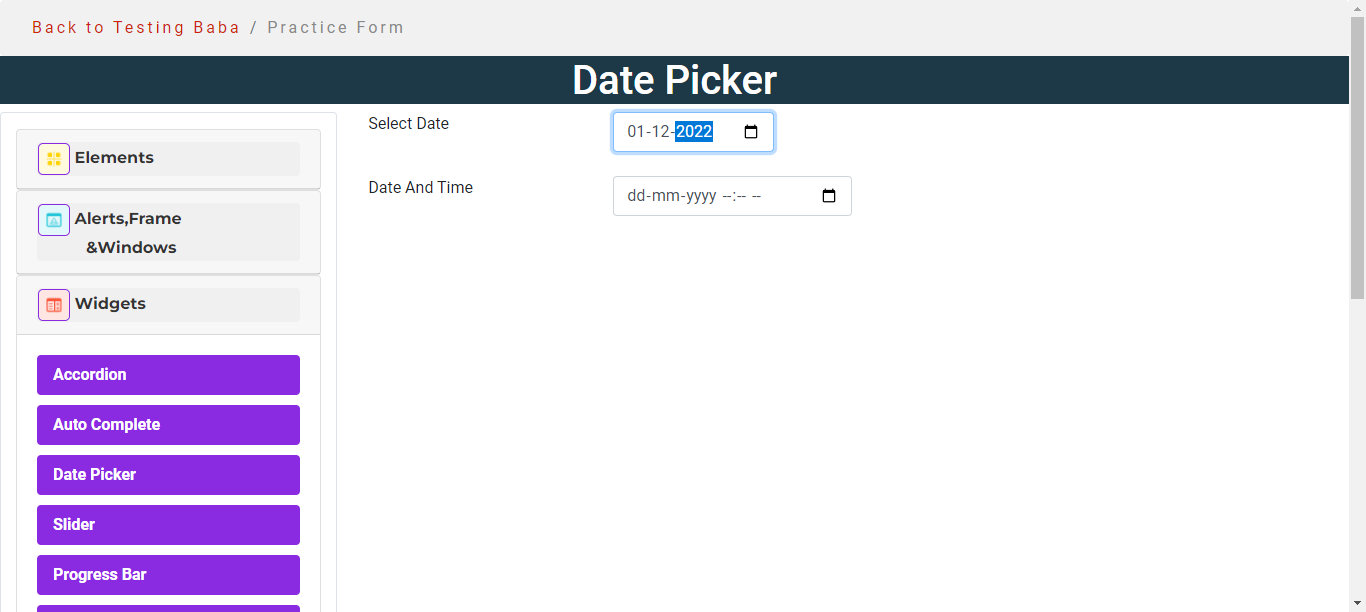 Back to Testing Baba / Practice Form
Date Picker
Elements
Alerts,Frame
&Windows
Widgets
Accordion
Auto Complete
Date Picker
Slider
Progress Bar
Select Date
01-12-2022
Date And Time
dd-mm-yyyy --:-- --